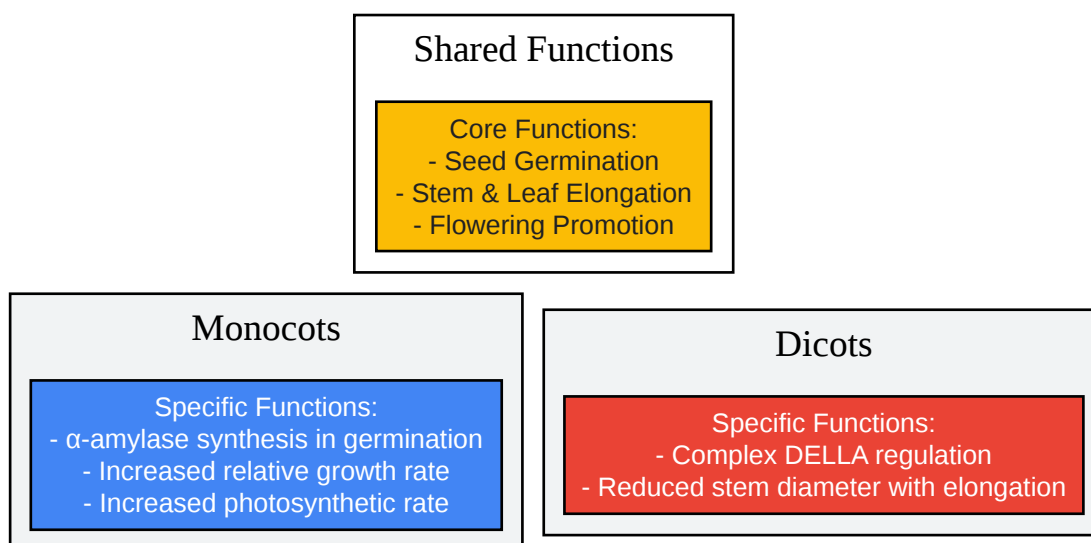 Shared Functions
Core Functions:
- Seed Germination
- Stem & Leaf Elongation
- Flowering Promotion
Monocots
Specific Functions:
- α-amylase synthesis in germination
- Increased relative growth rate
- Increased photosynthetic rate
Dicots
Specific Functions:
- Complex DELLA regulation
- Reduced stem diameter with elongation